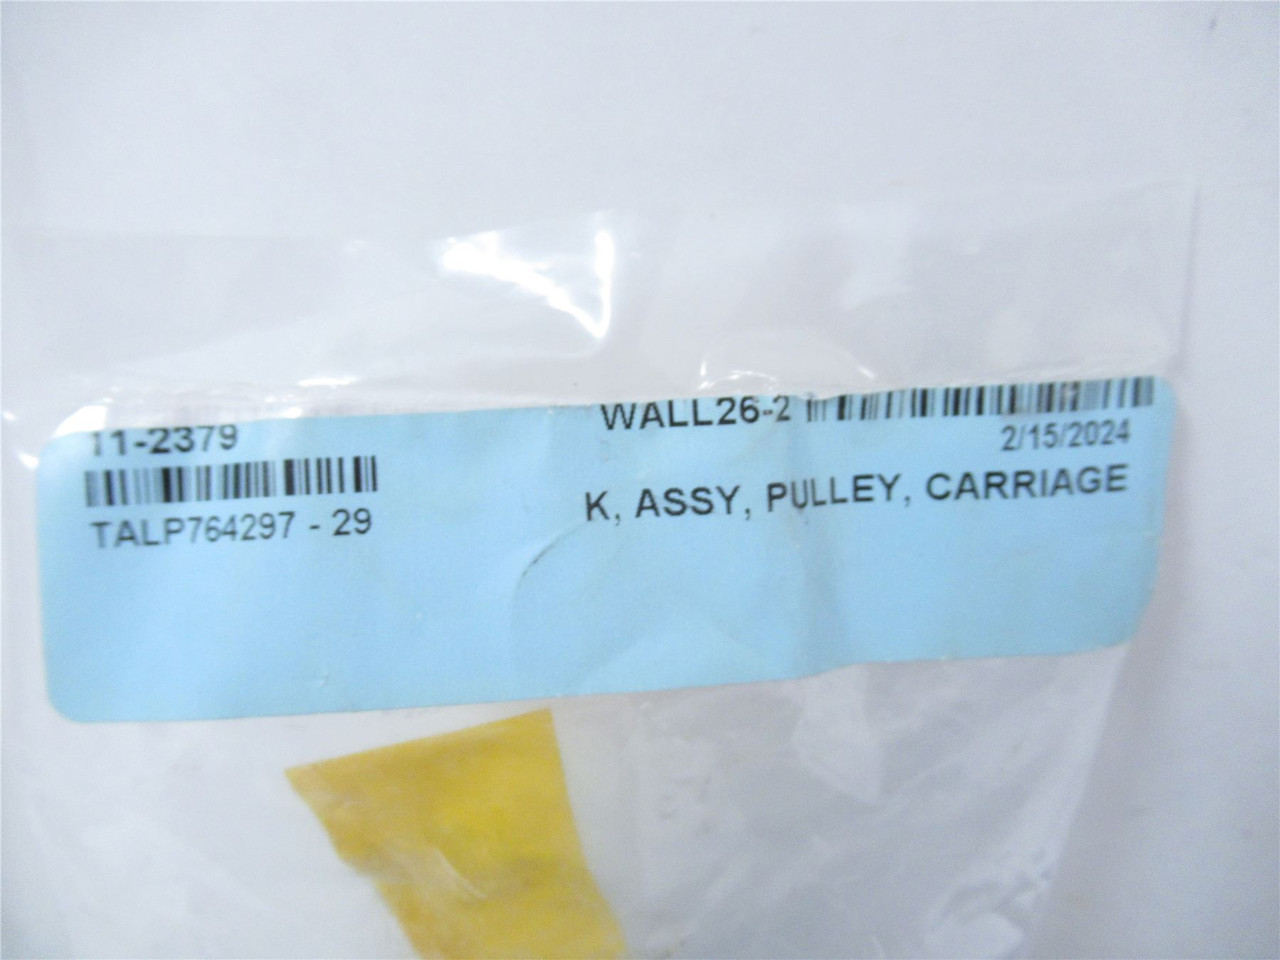 11-2379
WALL26-2
2/15/2024
TALP764297 - 29
K, ASSY, PULLEY, CARRIAGE